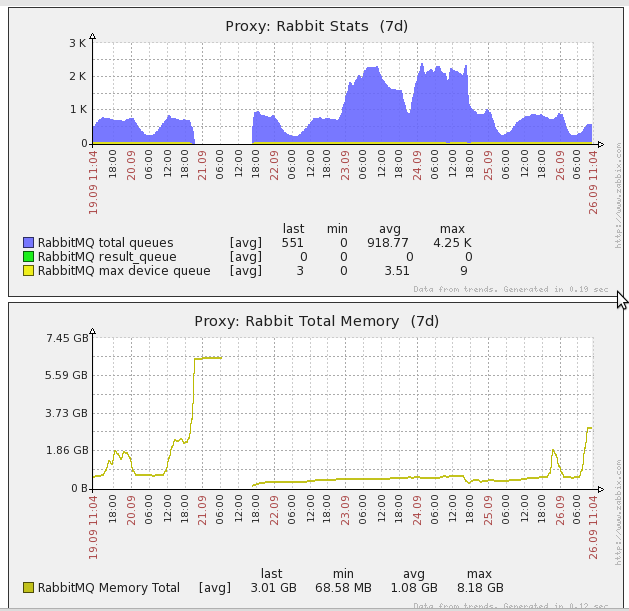 Proxy: Rabbit Stats (7d)
3 K
2 K
1 K
0
19.09 11:04 18:00 20.09 06:00 12:00 18:00 21.09 06:00 12:00 18:00 22.09 06:00 12:00 18:00 23.09 06:00 12:00 18:00 24.09 06:00 12:00 18:00 25.09 06:00 12:00 18:00 26.09 06:00 26.09 11:04
http://www.zabbix.com
last min avg max
RabbitMQ total queues [avg] 551 0 918.77 4.25 K
RabbitMQ result_queue [avg] 0 0 0 0
RabbitMQ max device queue [avg] 3 0 3.51 9
Data from trends. Generated in 0.19 sec
Proxy: Rabbit Total Memory (7d)
7.45 GB
5.59 GB
3.73 GB
1.86 GB
0 B
19.09 11:04 18:00 20.09 06:00 12:00 18:00 21.09 06:00 12:00 18:00 22.09 06:00 12:00 18:00 23.09 06:00 12:00 18:00 24.09 06:00 12:00 18:00 25.09 06:00 12:00 18:00 26.09 06:00 26.09 11:04
http://www.zabbix.com
last min avg max
RabbitMQ Memory Total [avg] 3.01 GB 68.58 MB 1.08 GB 8.18 GB
Data from trends. Generated in 0.12 sec